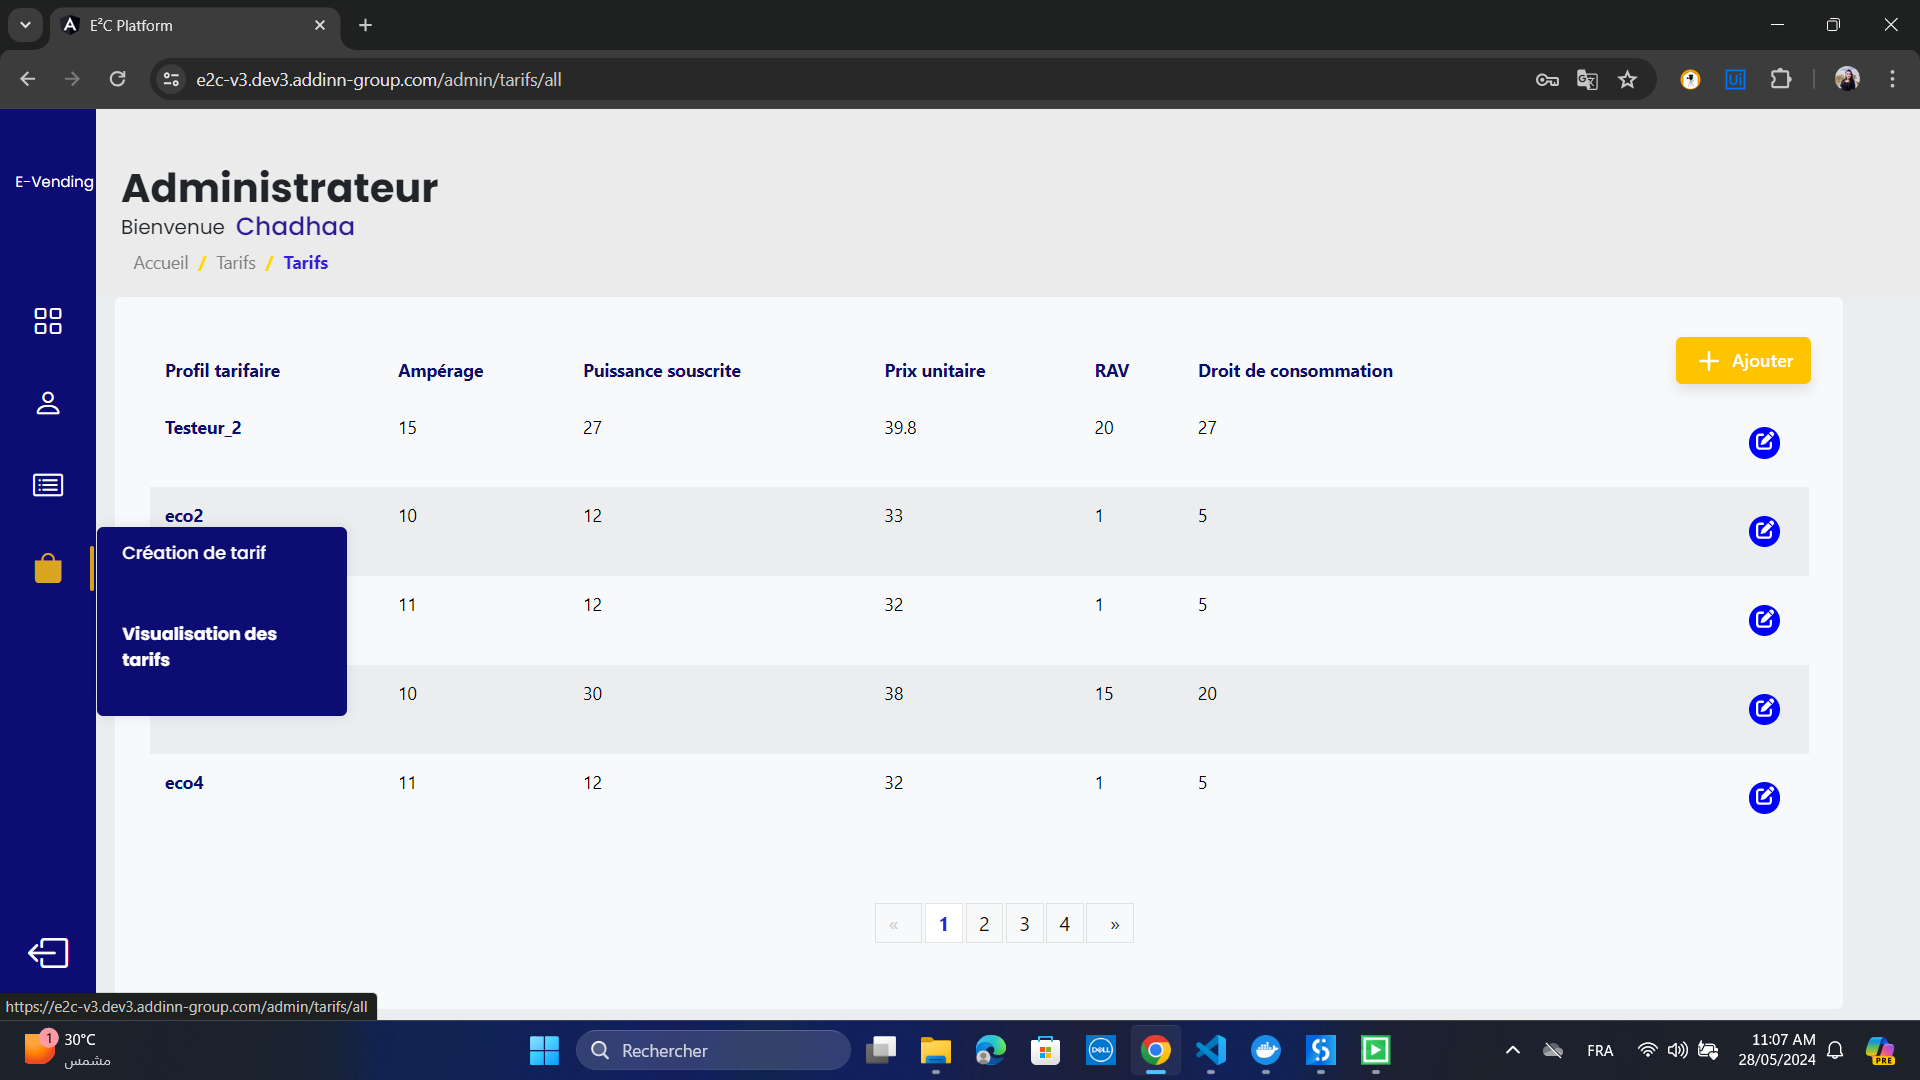 E²C Platform
e2c-v3.dev3.addinn-group.com/admin/tarifs/all
E-Vending
Administrateur
Bienvenue Chadhaa
Accueil / Tarifs / Tarifs
Ajouter
Profil tarifaire Ampérage Puissance souscrite Prix unitaire RAV Droit de consommation
Testeur_2 15 27 39.8 20 27
eco2 10 12 33 1 5
11 12 32 1 5
10 30 38 15 20
eco4 11 12 32 1 5
Création de tarif
Visualisation des
tarifs
« 1 2 3 4 »
https://e2c-v3.dev3.addinn-group.com/admin/tarifs/all
1
30°C
مشمس
Rechercher
DELL
FRA
11:07 AM
28/05/2024
PRE